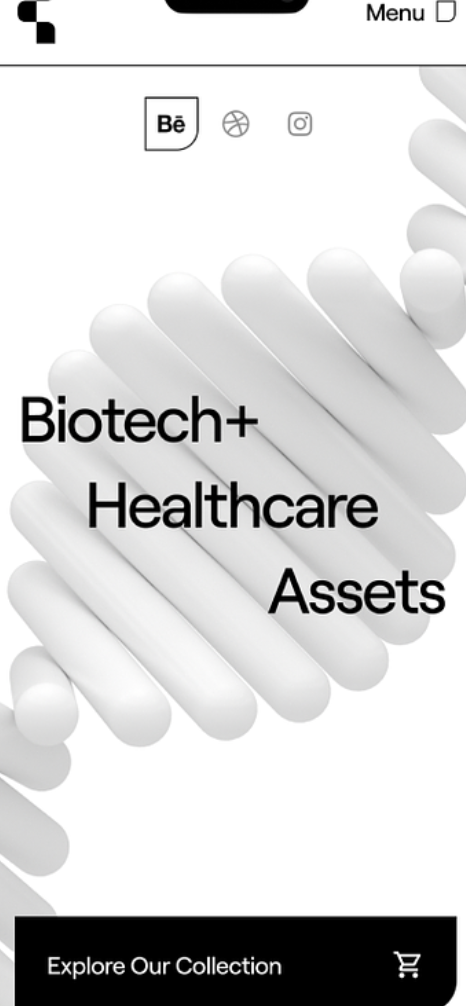 Menu
Bē
Biotech+
Healthcare
Assets
Explore Our Collection